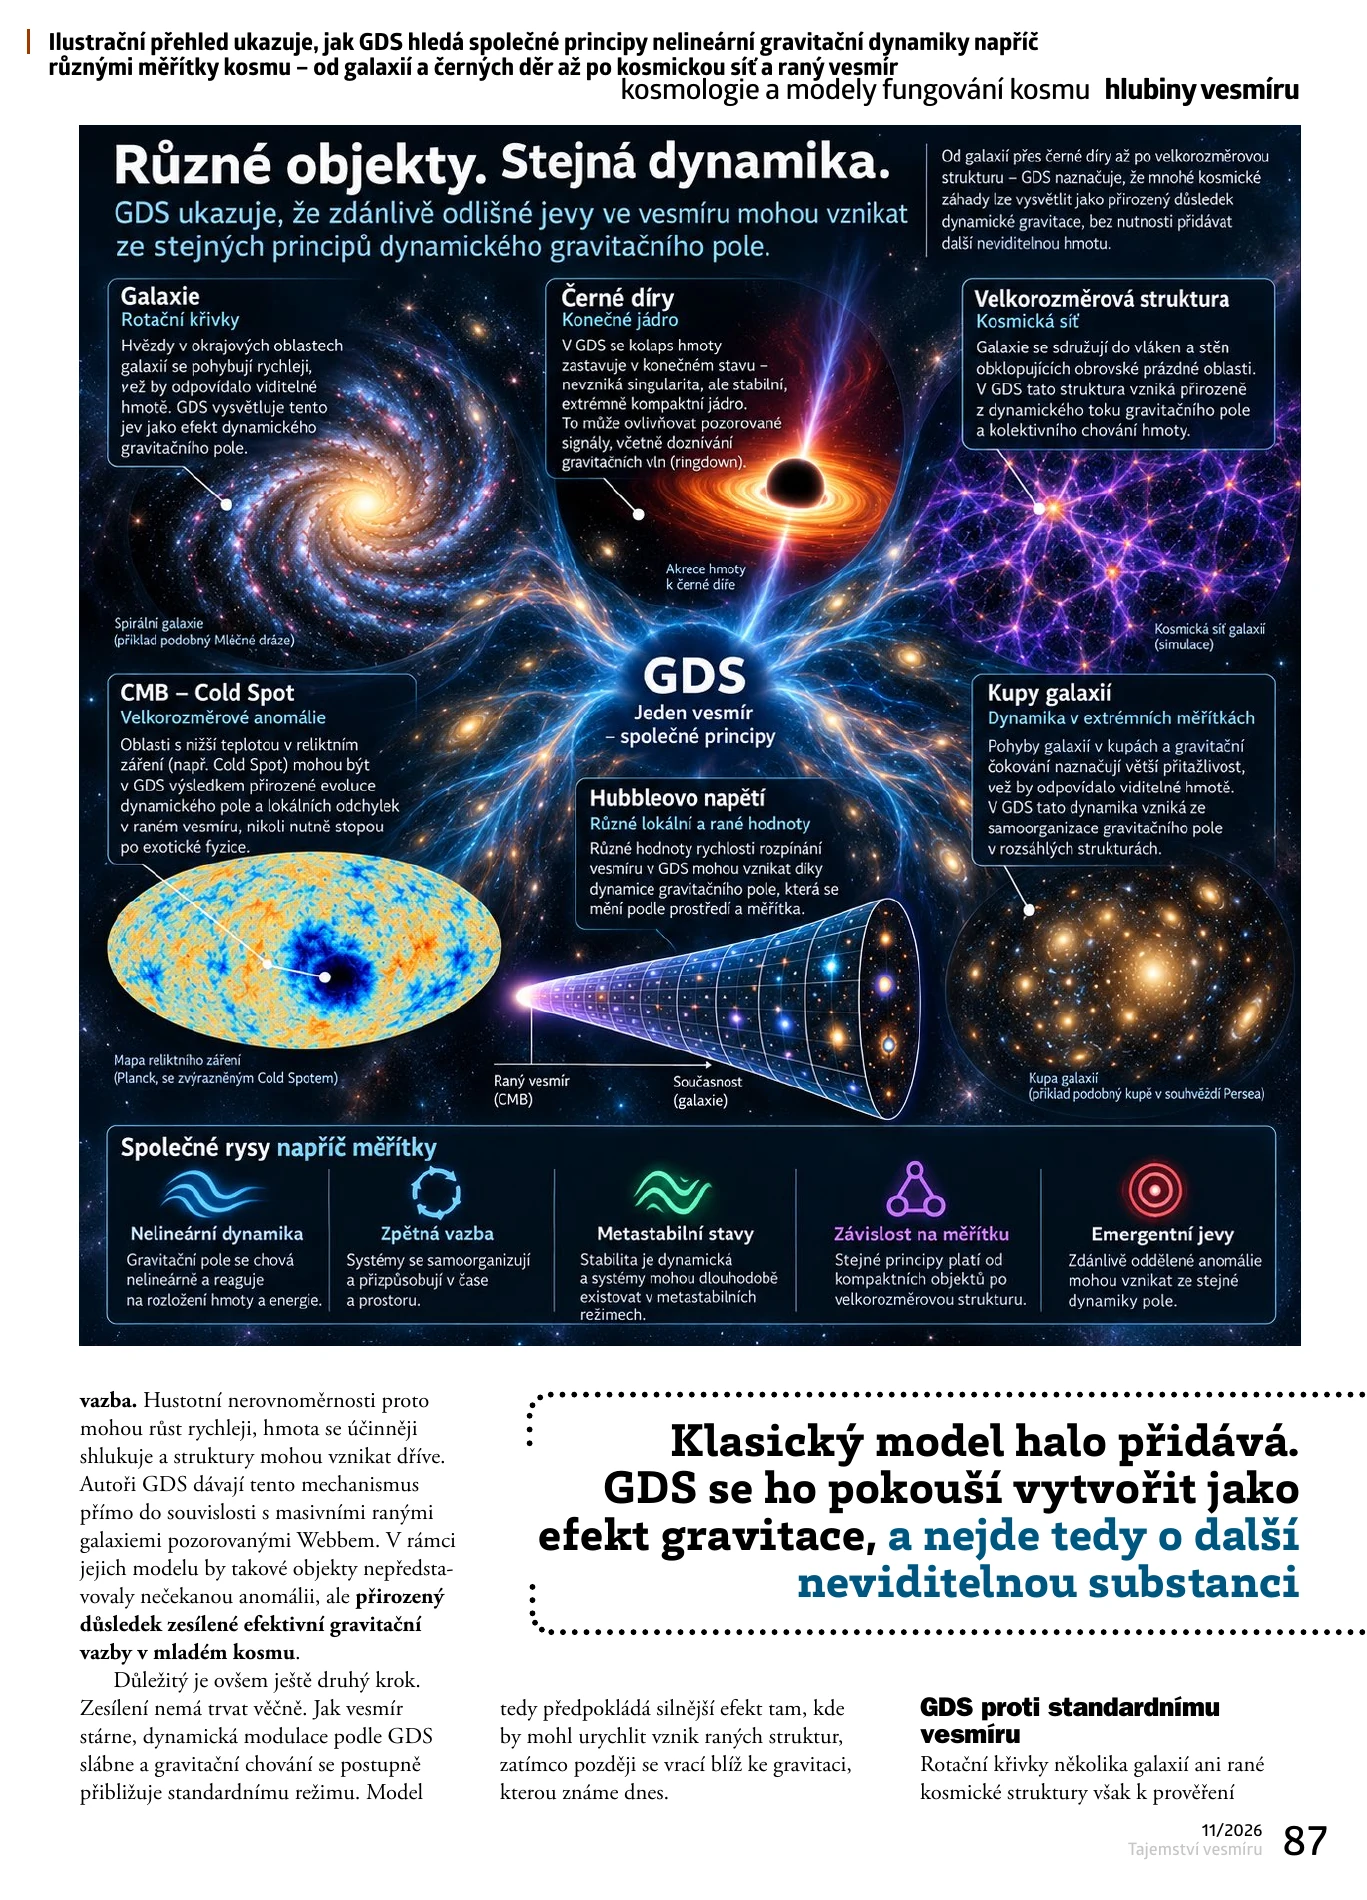 Ilustrační přehled ukazuje, jak GDS hledá společné principy nelineární gravitační dynamiky napříč
různými měřítky kosmu – od galaxií a černých děr až po kosmickou síť a raný vesmír
kosmologie a modely fungování kosmu hlubiny vesmíru
Různé objekty. Stejná dynamika.
GDS ukazuje, že zdánlivě odlišné jevy ve vesmíru mohou vznikat
ze stejných principů dynamického gravitačního pole.
Od galaxií přes černé díry až po velkorozměrovou
strukturu – GDS naznačuje, že mnohé kosmické
záhady lze vysvětlit jako přirozený důsledek
dynamické gravitace, bez nutnosti přidávat
další neviditelnou hmotu.
Galaxie
Rotační křivky
Hvězdy v okrajových oblastech
galaxií se pohybují rychleji,
vež by odpovídalo viditelné
hmotě. GDS vysvětluje tento
jev jako efekt dynamického
gravitačního pole.
Spirální galaxie
(příklad podobný Mléčné dráze)
Černé díry
Konečné jádro
V GDS se kolaps hmoty
zastavuje v konečném stavu –
nevzniká singularita, ale stabilní,
extrémně kompaktní jádro.
To může ovlivňovat pozorované
signály, včetně doznívání
gravitačních vln (ringdown).
Akrece hmoty
k černé díře
Velkorozměrová struktura
Kosmická síť
Galaxie se sdružují do vláken a stěn
obklopujících obrovské prázdné oblasti.
V GDS tato struktura vzniká přirozeně
z dynamického toku gravitačního pole
a kolektivního chování hmoty.
Kosmická síť galaxií
(simulace)
GDS
Jeden vesmír
– společné principy
CMB – Cold Spot
Velkorozměrové anomálie
Oblasti s nižší teplotou v reliktním
záření (např. Cold Spot) mohou být
v GDS výsledkem přirozené evoluce
dynamického pole a lokálních odchylek
v raném vesmíru, nikoli nutně stopou
po exotické fyzice.
Mapa reliktního záření
(Planck, se zvýrazněným Cold Spotem)
Hubbleovo napětí
Různé lokální a rané hodnoty
Různé hodnoty rychlosti rozpínání
vesmíru v GDS mohou vznikat díky
dynamice gravitačního pole, která se
mění podle prostředí a měřítka.
Raný vesmír
(CMB)
Současnost
(galaxie)
Kupy galaxií
Dynamika v extrémních měřítkách
Pohyby galaxií v kupách a gravitační
čokování naznačují větší přitažlivost,
vež by odpovídalo viditelné hmotě.
V GDS tato dynamika vzniká ze
samoorganizace gravitačního pole
v rozsáhlých strukturách.
Kupa galaxií
(příklad podobný kupě v souhvězdí Persea)
Společné rysy napříč měřítky
Nelineární dynamika
Gravitační pole se chová
nelineárně a reaguje
na rozložení hmoty a energie.
Zpětná vazba
Systémy se samoorganizují
a přizpůsobují v čase
a prostoru.
Metastabilní stavy
Stabilita je dynamická
a systémy mohou dlouhodobě
existovat v metastabilních
režimech.
Závislost na měřítku
Stejné principy platí od
kompaktních objektů po
velkorozměrovou strukturu.
Emergentní jevy
Zdánlivě oddělené anomálie
mohou vznikat ze stejné
dynamiky pole.
vazba. Hustotní nerovnoměrnosti proto
mohou růst rychleji, hmota se účinněji
shlukuje a struktury mohou vznikat dříve.
Autoři GDS dávají tento mechanismus
přímo do souvislosti s masivními ranými
galaxiemi pozorovanými Webbem. V rámci
jejich modelu by takové objekty nepředsta-
vovaly nečekanou anomálii, ale přirozený
důsledek zesílené efektivní gravitační
vazby v mladém kosmu.
Důležitý je ovšem ještě druhý krok.
Zesílení nemá trvat věčně. Jak vesmír
stárne, dynamická modulace podle GDS
slábne a gravitační chování se postupně
přibližuje standardnímu režimu. Model
Klasický model halo přidává.
GDS se ho pokouší vytvořit jako
efekt gravitace, a nejde tedy o další
neviditelnou substanci
tedy předpokládá silnější efekt tam, kde
by mohl urychlit vznik raných struktur,
zatímco později se vrací blíž ke gravitaci,
kterou známe dnes.
GDS proti standardnímu
vesmíru
Rotační křivky několika galaxií ani rané
kosmické struktury však k prověření
11/2026
Tajemství vesmíru
87